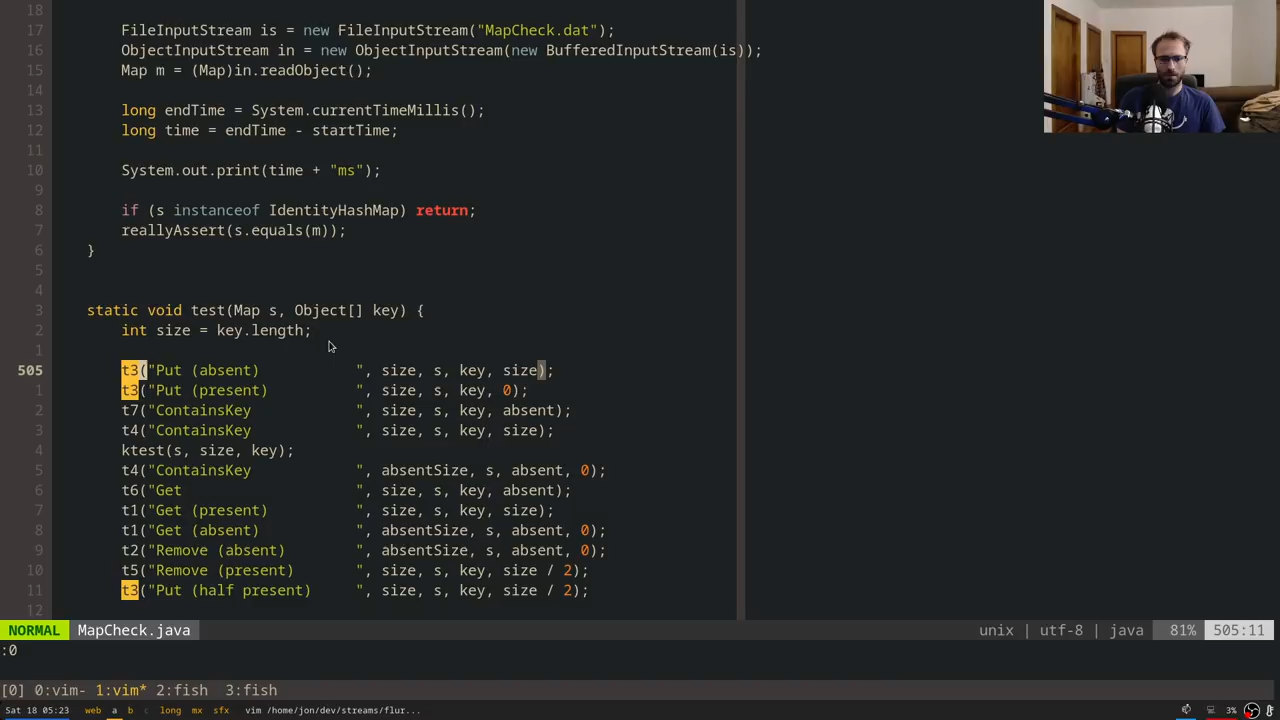 18
17 FileInputStream is = new FileInputStream("MapCheck.dat");
16 ObjectInputStream in = new ObjectInputStream(new BufferedInputStream(is));
15 Map m = (Map)in.readObject();
14
13 long endTime = System.currentTimeMillis();
12 long time = endTime - startTime;
11
10 System.out.print(time + "ms");
9
8 if (s instanceof IdentityHashMap) return;
7 reallyAssert(s.equals(m));
6 }
5
4
3 static void test(Map s, Object[] key) {
2 int size = key.length;
1
505 t3("Put (absent)           ", size, s, key, size);
1 t3("Put (present)          ", size, s, key, 0);
2 t7("ContainsKey            ", size, s, key, absent);
3 t4("ContainsKey            ", size, s, key, size);
4 ktest(s, size, key);
5 t4("ContainsKey            ", absentSize, s, absent, 0);
6 t6("Get                    ", size, s, key, absent);
7 t1("Get (present)          ", size, s, key, size);
8 t1("Get (absent)           ", absentSize, s, absent, 0);
9 t2("Remove (absent)        ", absentSize, s, absent, 0);
10 t5("Remove (present)       ", size, s, key, size / 2);
11 t3("Put (half present)     ", size, s, key, size / 2);
12
NORMAL MapCheck.java unix | utf-8 | java 81% 505:11
:0
[0] 0:vim- 1:vim* 2:fish 3:fish
Sat 18 05:23 web a b c long mx sfx vim /home/jon/dev/streams/flur... 3%